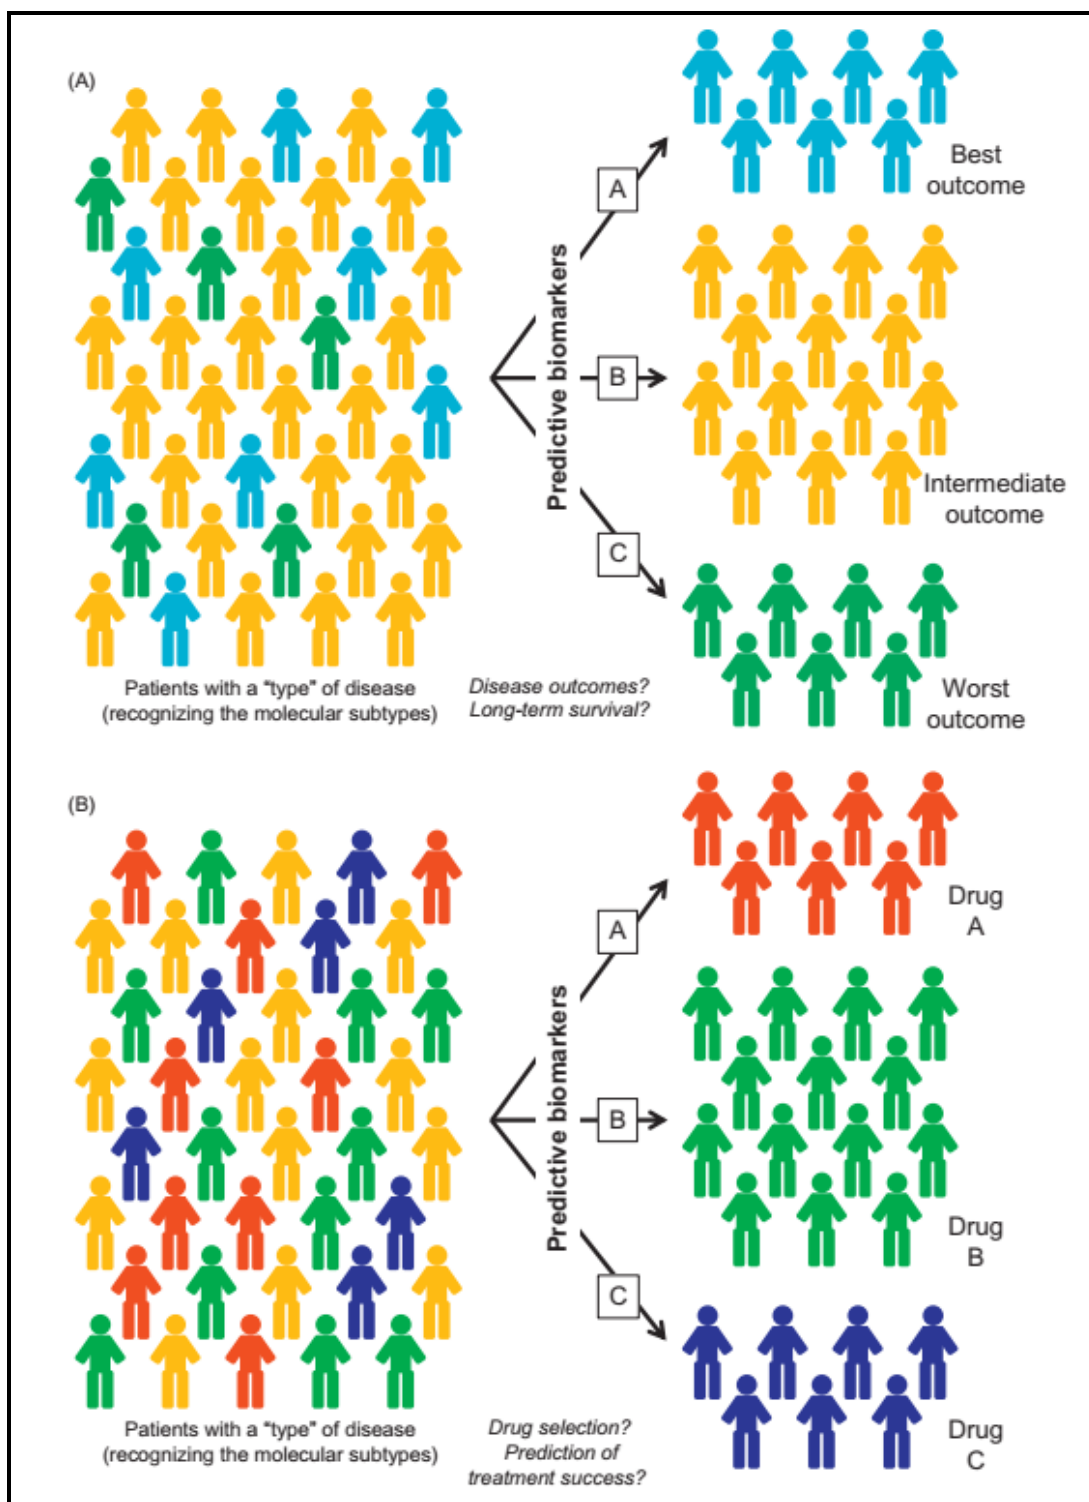 (A)
A
Best
outcome
Predictive biomarkers
B
Intermediate
outcome
C
Worst
outcome
Patients with a "type" of disease
(recognizing the molecular subtypes)
Disease outcomes?
Long-term survival?
(B)
A
Drug
A
Predictive biomarkers
B
Drug
B
C
Drug
C
Patients with a "type" of disease
(recognizing the molecular subtypes)
Drug selection?
Prediction of
treatment success?